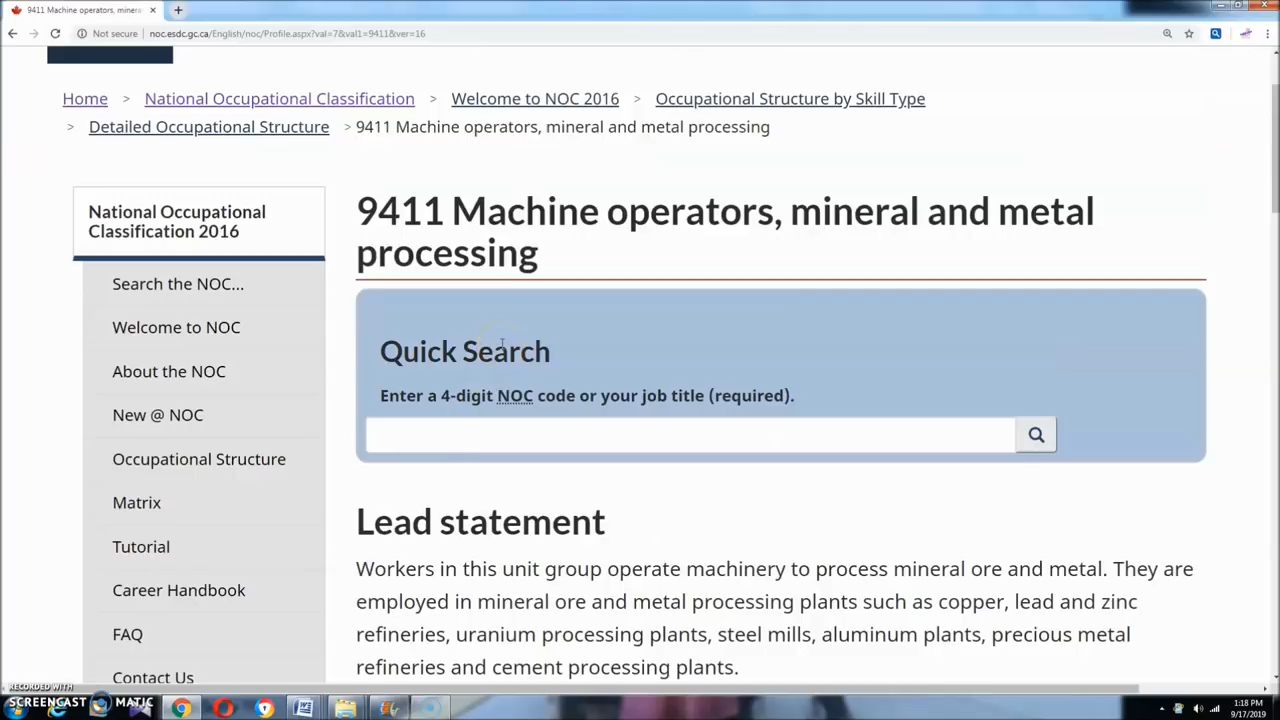 9411 Machine operators, minera
Not secure
noc.esdc.gc.ca/English/noc/Profile.aspx?val=7&val1=9411&ver=16
Home > National Occupational Classification > Welcome to NOC 2016 > Occupational Structure by Skill Type
> Detailed Occupational Structure > 9411 Machine operators, mineral and metal processing
National Occupational
Classification 2016
Search the NOC...
Welcome to NOC
About the NOC
New @ NOC
Occupational Structure
Matrix
Tutorial
Career Handbook
FAQ
Contact Us
9411 Machine operators, mineral and metal
processing
Quick Search
Enter a 4-digit NOC code or your job title (required).
Lead statement
Workers in this unit group operate machinery to process mineral ore and metal. They are
employed in mineral ore and metal processing plants such as copper, lead and zinc
refineries, uranium processing plants, steel mills, aluminum plants, precious metal
refineries and cement processing plants.
RECORDED WITH
SCREENCAST MATIC
1:18 PM
9/17/2019